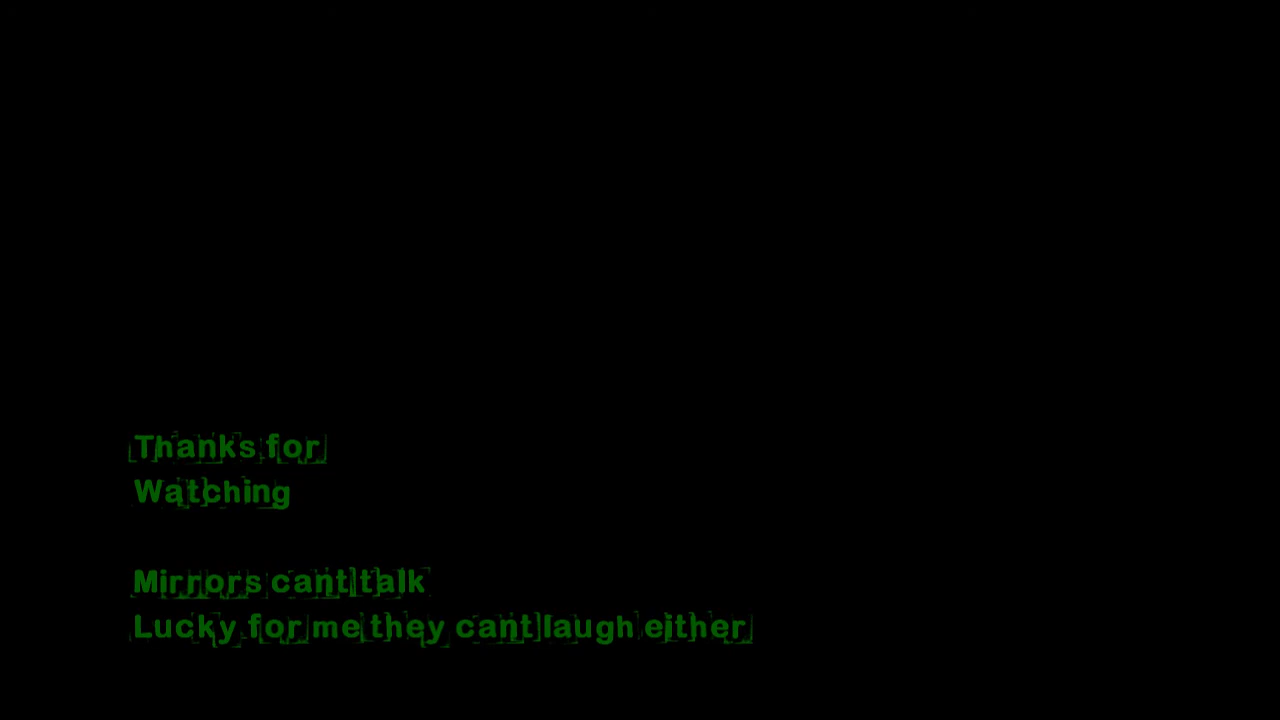 Thanks for
Watching
Mirrors cant talk
Lucky for me they cant laugh either